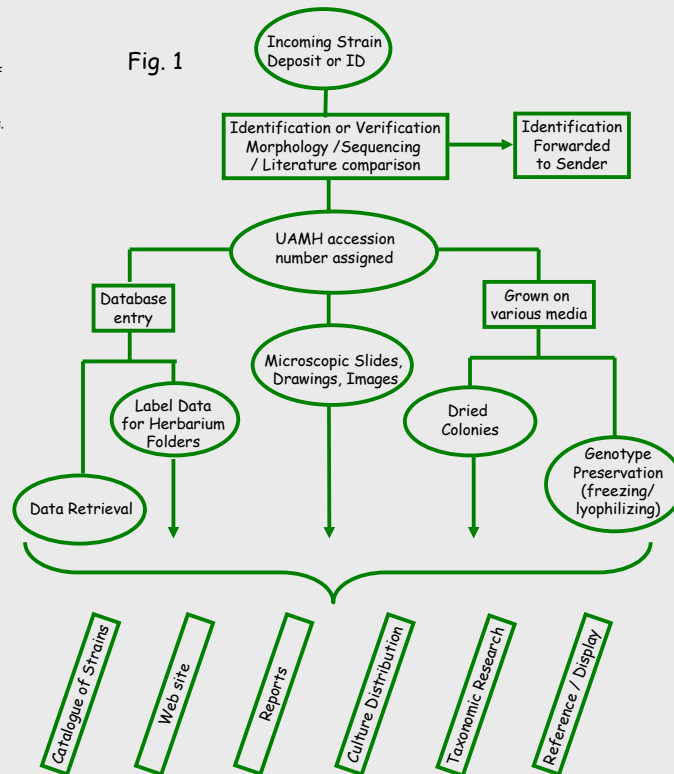 Fig. 1
Incoming Strain
Deposit or ID
Identification or Verification
Morphology /Sequencing
/ Literature comparison
Identification
Forwarded
to Sender
UAMH accession
number assigned
Database
entry
Grown on
various media
Microscopic Slides,
Drawings, Images,
Label Data
for Herbarium
Folders
Dried
Colonies
Data Retrieval
Genotype
Preservation
(freezing/
lyophilizing)
Catalogue of Strains
Web site
Reports
Culture Distribution
Taxonomic Research
Reference / Display